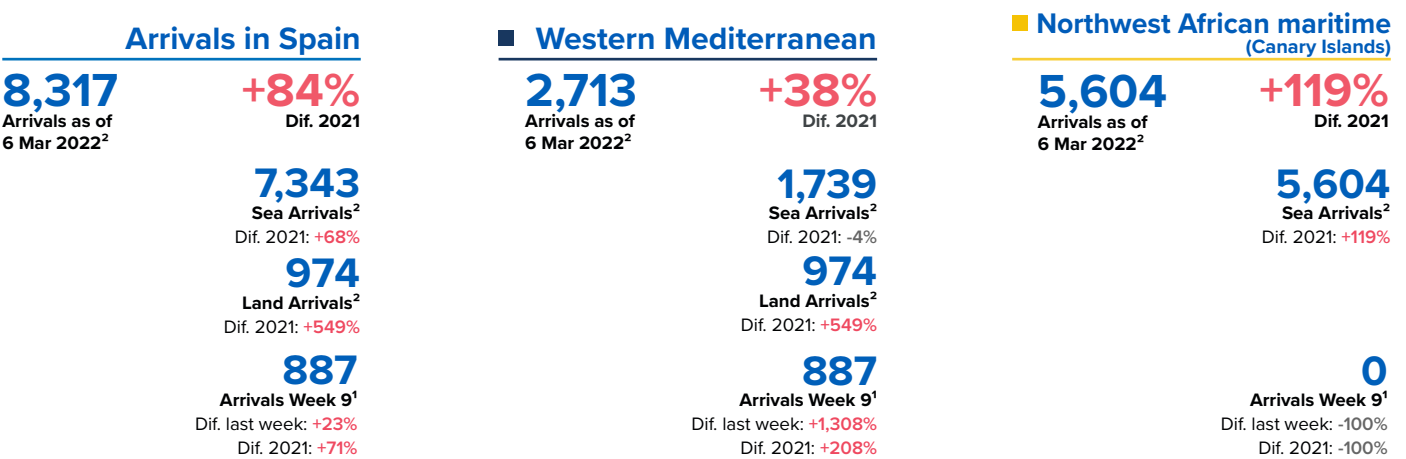 Arrivals in Spain
8,317
Arrivals as of
6 Mar 2022²
+84%
Dif. 2021
7,343
Sea Arrivals²
Dif. 2021: +68%
974
Land Arrivals²
Dif. 2021: +549%
887
Arrivals Week 9¹
Dif. last week: +23%
Dif. 2021: +71%
Western Mediterranean
2,713
Arrivals as of
6 Mar 2022²
+38%
Dif. 2021
1,739
Sea Arrivals²
Dif. 2021: -4%
974
Land Arrivals²
Dif. 2021: +549%
887
Arrivals Week 9¹
Dif. last week: +1,308%
Dif. 2021: +208%
Northwest African maritime
(Canary Islands)
5,604
Arrivals as of
6 Mar 2022²
+119%
Dif. 2021
5,604
Sea Arrivals²
Dif. 2021: +119%
0
Arrivals Week 9¹
Dif. last week: -100%
Dif. 2021: -100%